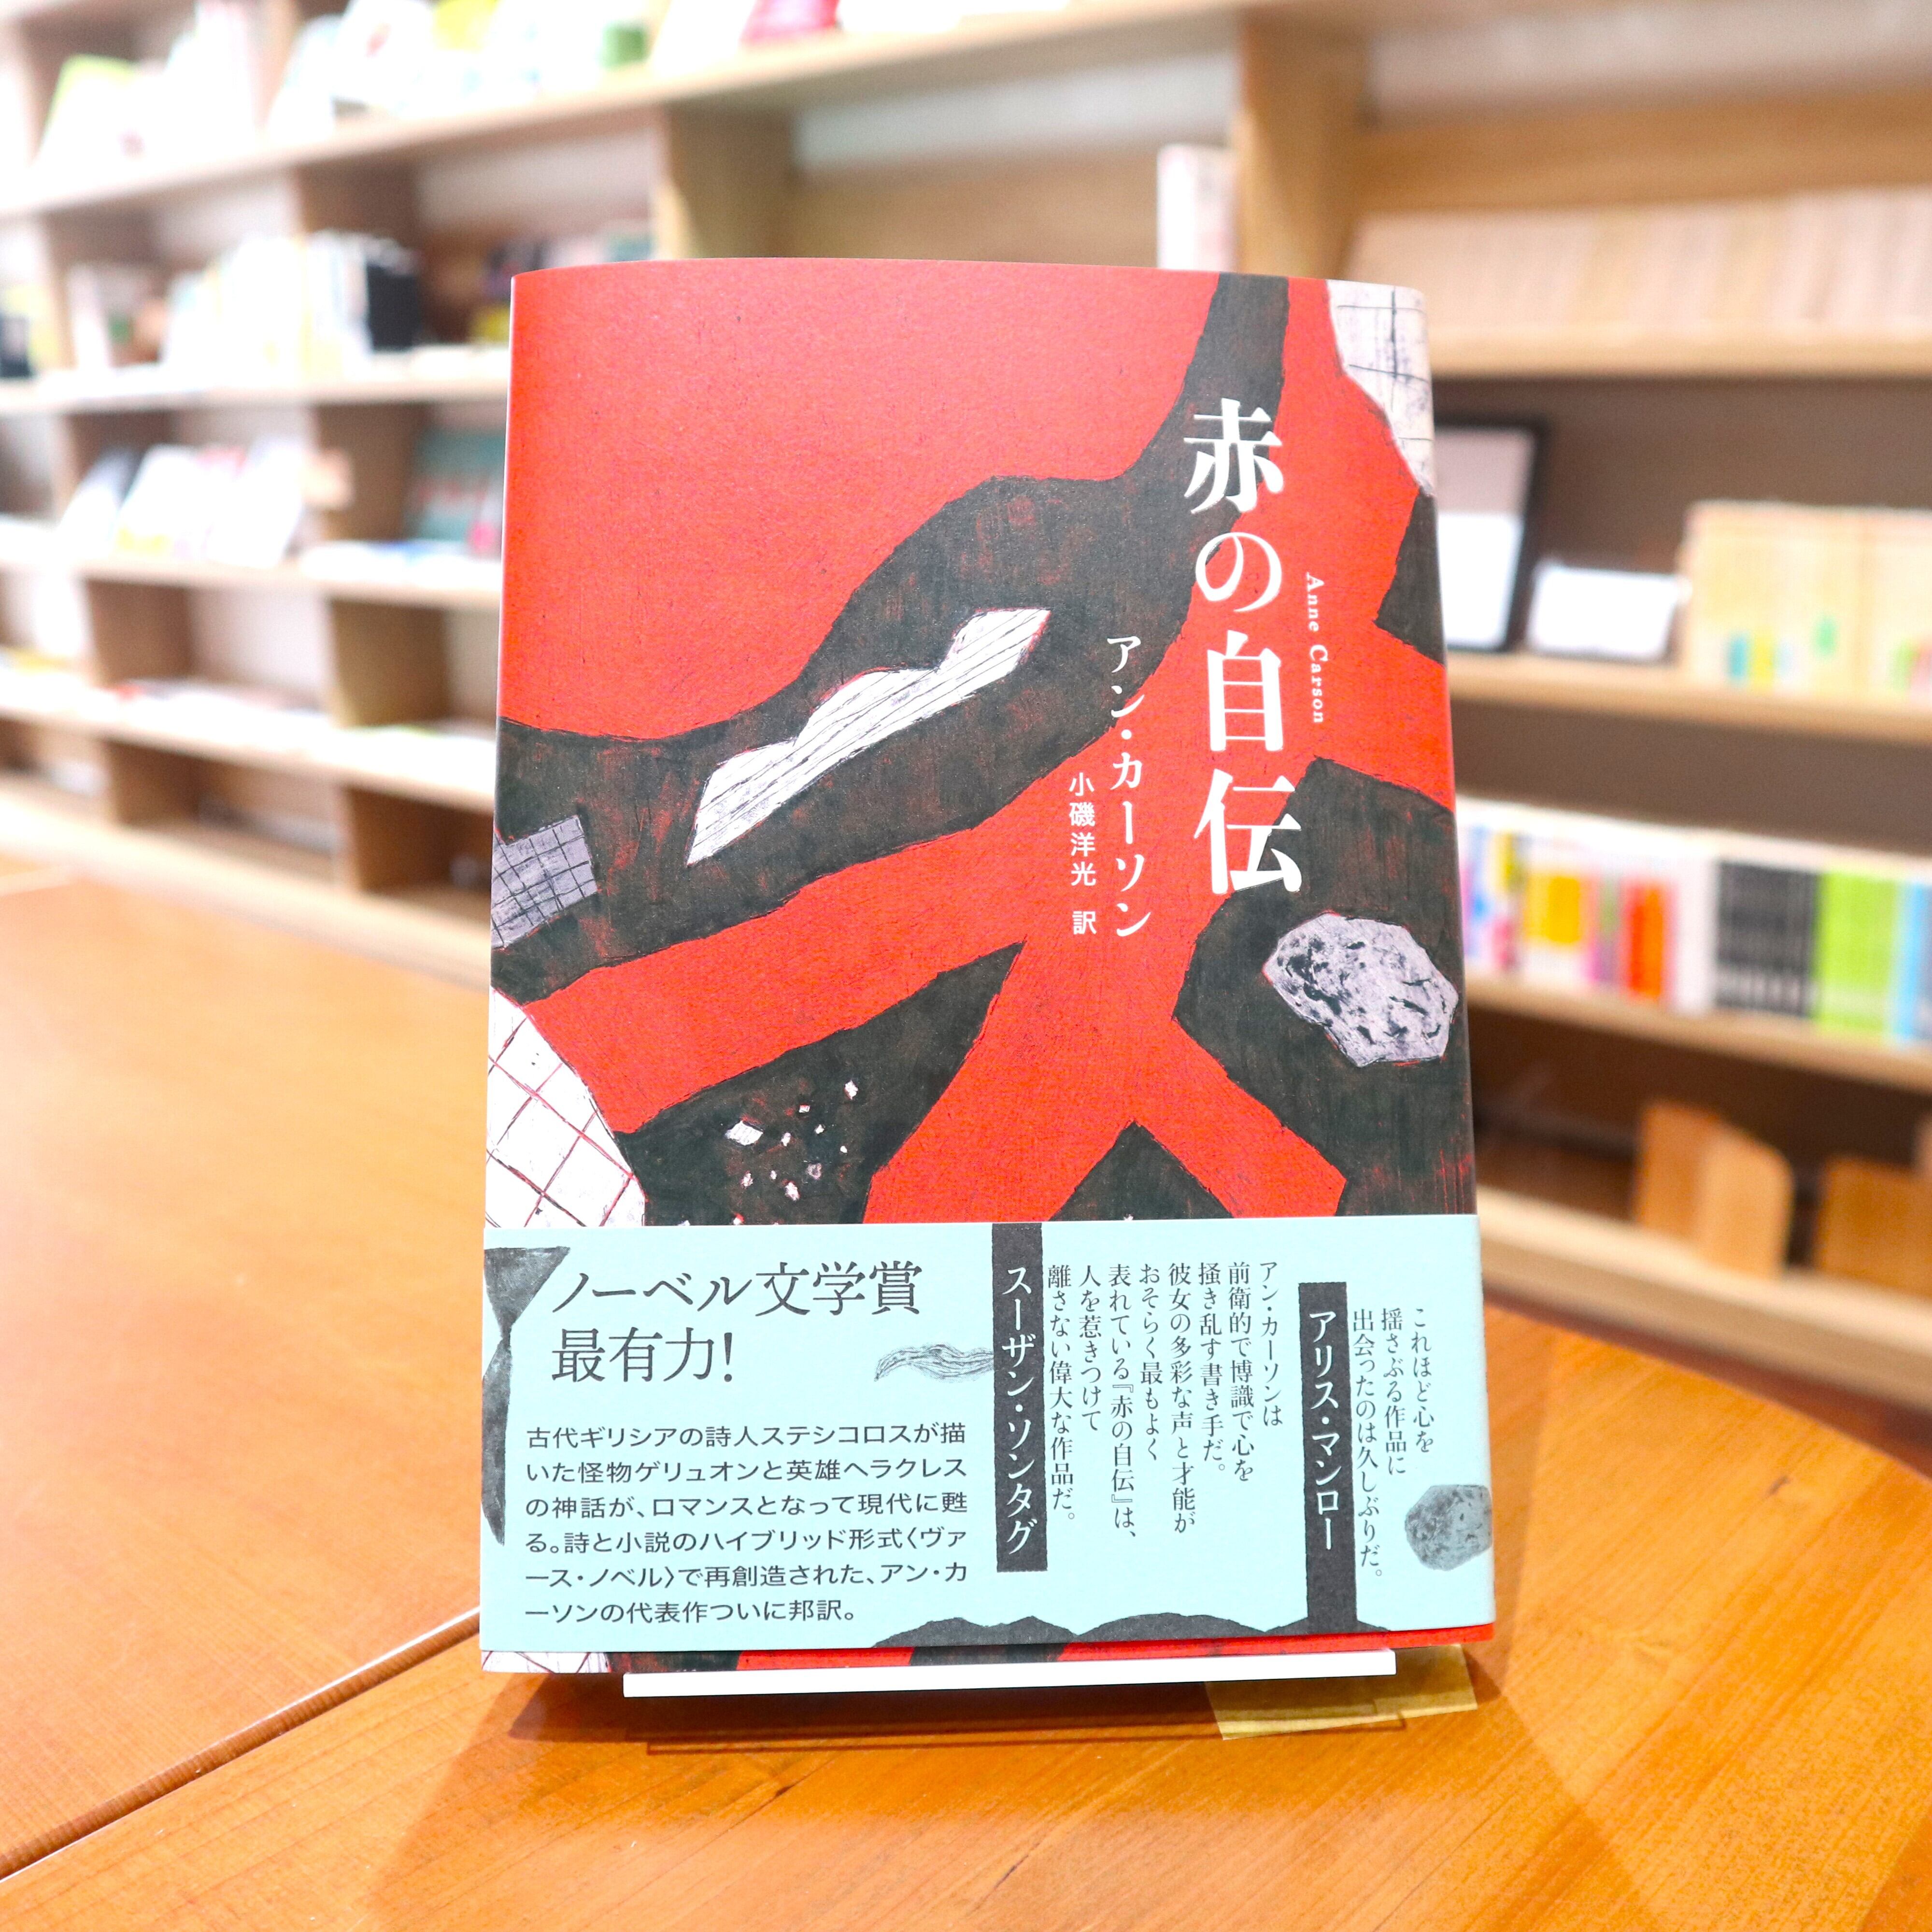 赤の自伝
Anne Carson
アン・カーソン
小磯洋光 訳
ノーベル文学賞
最有力!
古代ギリシアの詩人ステシコロスが描
いた怪物ゲリュオンと英雄ヘラクレス
の神話が、ロマンスとなって現代に甦
る。詩と小説のハイブリッド形式〈ヴァ
ース・ノベル〉で再創造された、アン・カ
ーソンの代表作ついに邦訳。
これほど心を
揺さぶる作品に
出会ったのは久しぶりだ。
アリス・マンロー
アン・カーソンは
前衛的で博識で心を
掻き乱す書き手だ。
彼女の多彩な声と才能が
おそらく最もよく
表れている『赤の自伝』は、
人を惹きつけて
離さない偉大な作品だ。
スーザン・ソンタグ